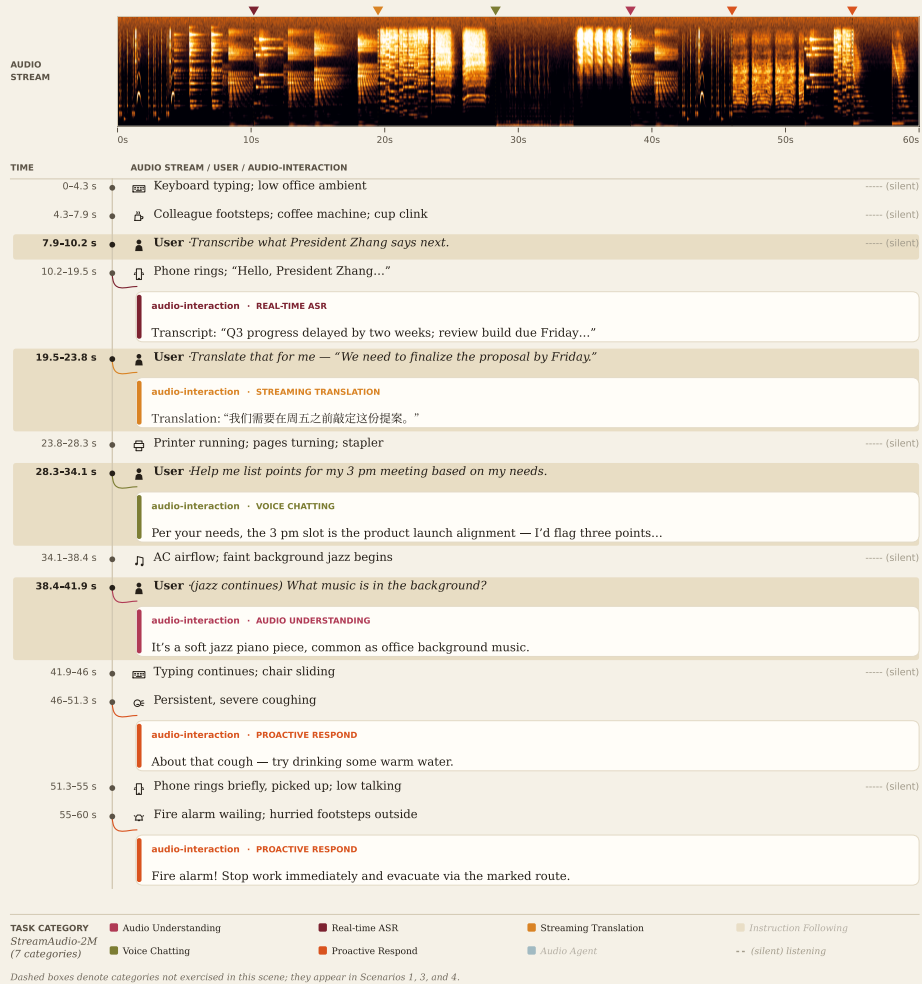 AUDIO
STREAM
0s 10s 20s 30s 40s 50s 60s
TIME AUDIO STREAM / USER / AUDIO-INTERACTION
0–4.3 s Keyboard typing; low office ambient ----- (silent)
4.3–7.9 s Colleague footsteps; coffee machine; cup clink ----- (silent)
7.9–10.2 s User · Transcribe what President Zhang says next. ----- (silent)
10.2–19.5 s Phone rings; “Hello, President Zhang…”
audio-interaction · REAL-TIME ASR
Transcript: “Q3 progress delayed by two weeks; review build due Friday…”
19.5–23.8 s User · Translate that for me — “We need to finalize the proposal by Friday.”
audio-interaction · STREAMING TRANSLATION
Translation: “我们需要在周五之前敲定这份提案。”
23.8–28.3 s Printer running; pages turning; stapler ----- (silent)
28.3–34.1 s User · Help me list points for my 3 pm meeting based on my needs.
audio-interaction · VOICE CHATTING
Per your needs, the 3 pm slot is the product launch alignment — I’d flag three points…
34.1–38.4 s AC airflow; faint background jazz begins ----- (silent)
38.4–41.9 s User · (jazz continues) What music is in the background?
audio-interaction · AUDIO UNDERSTANDING
It’s a soft jazz piano piece, common as office background music.
41.9–46 s Typing continues; chair sliding ----- (silent)
46–51.3 s Persistent, severe coughing
audio-interaction · PROACTIVE RESPOND
About that cough — try drinking some warm water.
51.3–55 s Phone rings briefly, picked up; low talking ----- (silent)
55–60 s Fire alarm wailing; hurried footsteps outside
audio-interaction · PROACTIVE RESPOND
Fire alarm! Stop work immediately and evacuate via the marked route.
TASK CATEGORY Audio Understanding Real-time ASR Streaming Translation Instruction Following
StreamAudio-2M
(7 categories) Voice Chatting Proactive Respond Audio Agent -- (silent) listening
Dashed boxes denote categories not exercised in this scene; they appear in Scenarios 1, 3, and 4.